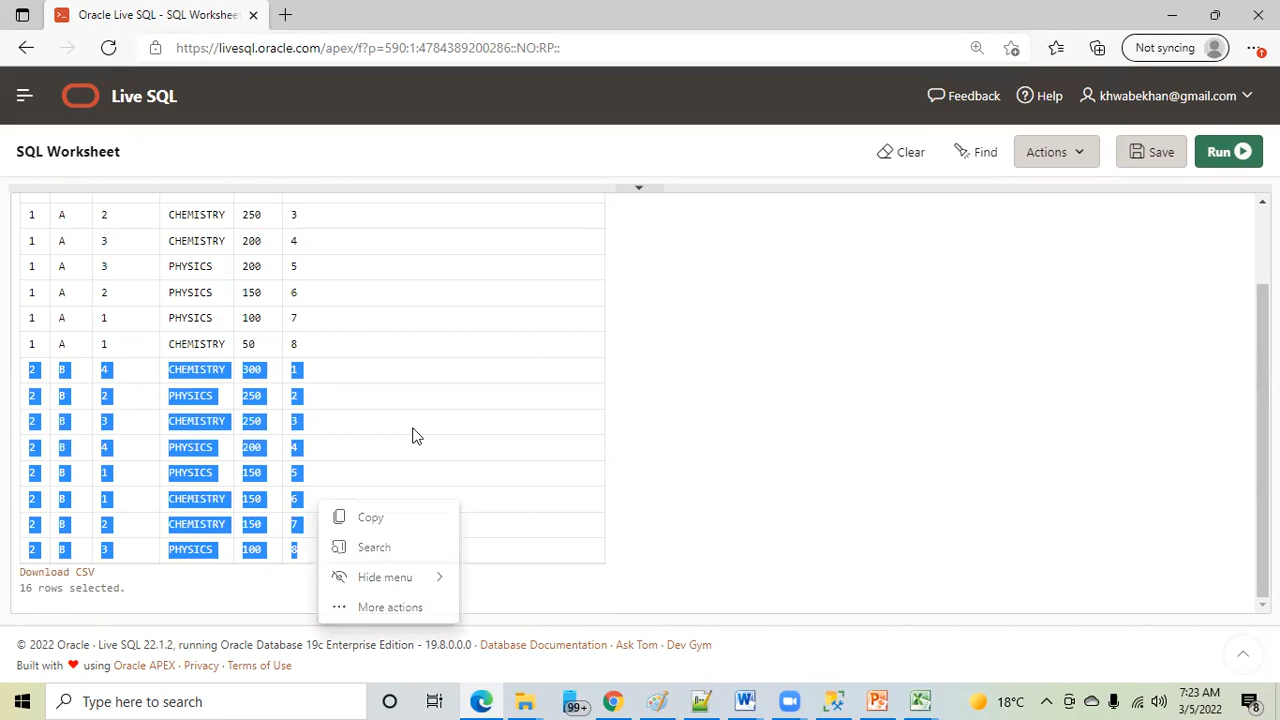 Oracle Live SQL - SQL Workshee
https://livesql.oracle.com/apex/f?p=590:1:4784389200286::NO:RP::
Not syncing
Live SQL
Feedback
Help
khwabekhan@gmail.com
SQL Worksheet
Clear
Find
Actions
Save
Run
1 A 2 CHEMISTRY 250 3
1 A 3 CHEMISTRY 200 4
1 A 3 PHYSICS 200 5
1 A 2 PHYSICS 150 6
1 A 1 PHYSICS 100 7
1 A 1 CHEMISTRY 50 8
2 B 4 CHEMISTRY 300 1
2 B 2 PHYSICS 250 2
2 B 3 CHEMISTRY 250 3
2 B 4 PHYSICS 200 4
2 B 1 PHYSICS 150 5
2 B 1 CHEMISTRY 150 6
2 B 2 CHEMISTRY 150 7
2 B 3 PHYSICS 100 8
Copy
Search
Hide menu
More actions
Download CSV
16 rows selected.
© 2022 Oracle · Live SQL 22.1.2, running Oracle Database 19c Enterprise Edition - 19.8.0.0.0 · Database Documentation · Ask Tom · Dev Gym
Built with ❤ using Oracle APEX · Privacy · Terms of Use
Type here to search
99+
18°C
7:23 AM
3/5/2022
8